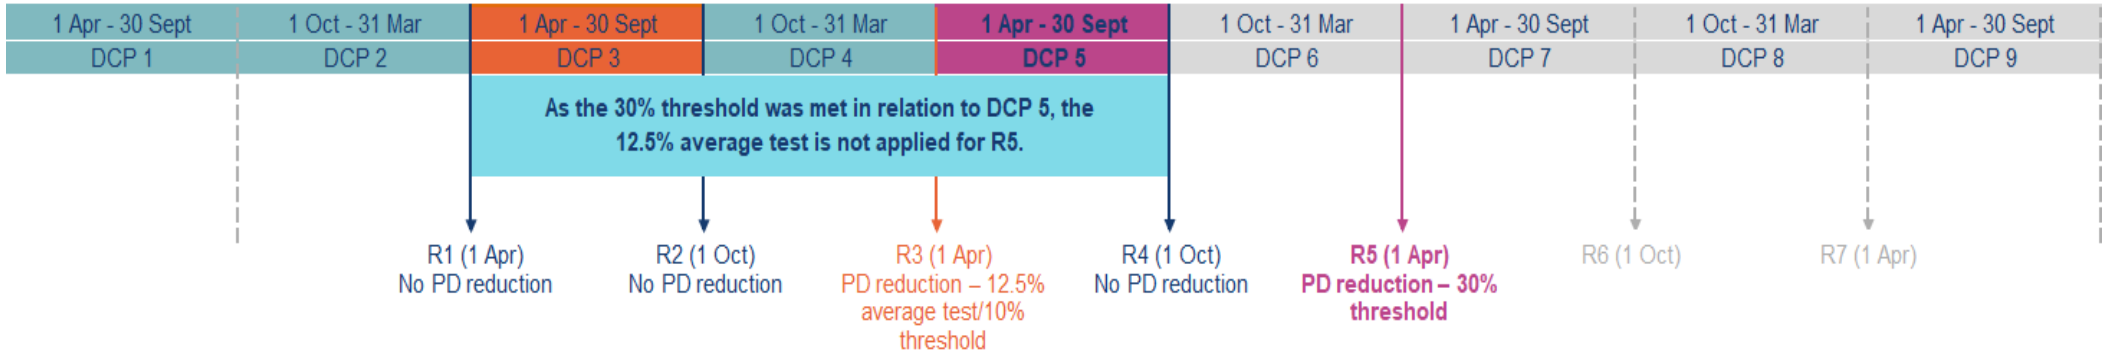 1 Apr - 30 Sept 1 Oct - 31 Mar 1 Apr - 30 Sept 1 Oct - 31 Mar 1 Apr - 30 Sept 1 Oct - 31 Mar 1 Apr - 30 Sept 1 Oct - 31 Mar 1 Apr - 30 Sept
DCP 1 DCP 2 DCP 3 DCP 4 DCP 5 DCP 6 DCP 7 DCP 8 DCP 9
As the 30% threshold was met in relation to DCP 5, the
12.5% average test is not applied for R5.
R1 (1 Apr)
No PD reduction
R2 (1 Oct)
No PD reduction
R3 (1 Apr)
PD reduction – 12.5%
average test/10%
threshold
R4 (1 Oct)
No PD reduction
R5 (1 Apr)
PD reduction – 30%
threshold
R6 (1 Oct)
R7 (1 Apr)